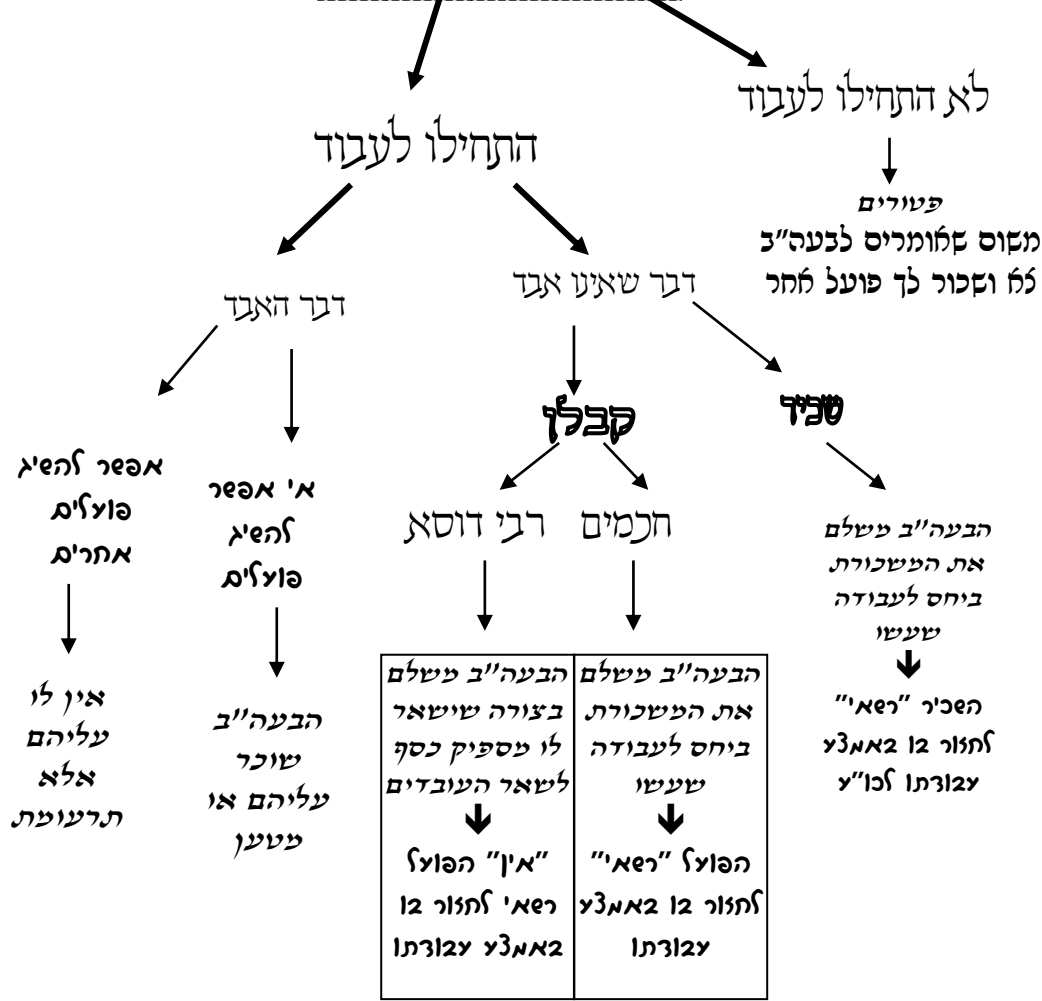 לא התחילו לעבוד
פטורים
משום שאומרים לבעה"ב
נא ושכור לך פועל אחר
התחילו לעבוד
דבר שאינו אבד
שכיר
הבעה"ב משלם
את המשכורת
ביחס לעבודה
שעשו
השכיר "רשאי"
לחזור בו באמצע
עבודתו לכו"ע
קבלן
חכמים
הבעה"ב משלם
את המשכורת
ביחס לעבודה
שעשו
הפועל "רשאי"
לחזור בו באמצע
עבודתו
רבי דוסא
הבעה"ב משלם
בצורה שישאר
לו מספיק כסף
לשאר העובדים
"אין" הפועל
רשאי לחזור בו
באמצע עבודתו
דבר האבד
אי אפשר
להשיג
פועלים
הבעה"ב
שוכר
עליהם או
מטען
אפשר להשיג
פועלים
אחרים
אין לו
עליהם
אלא
תרעומת